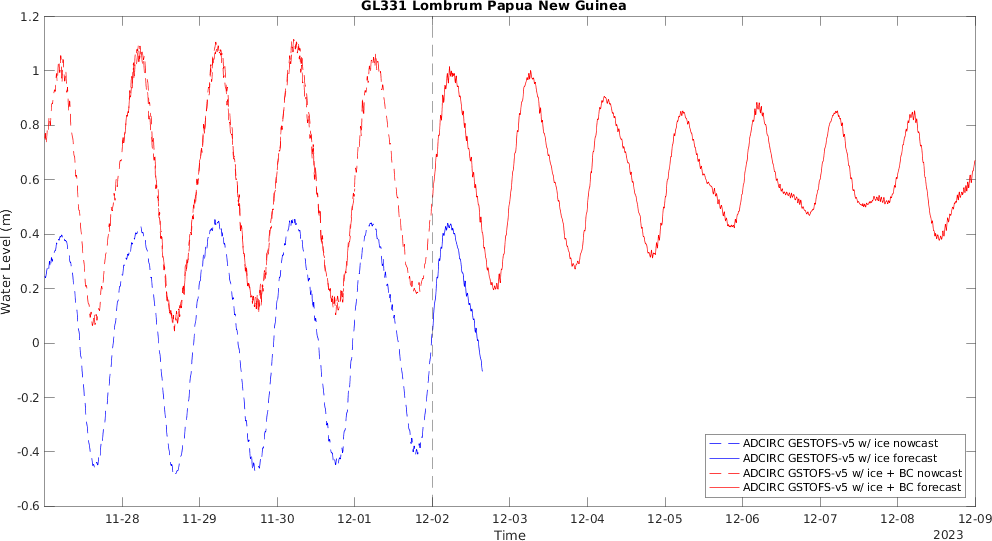 GL331 Lombrum Papua New Guinea
1.2
1
0.8
0.6
0.4
0.2
0
-0.2
-0.4
-0.6
Water Level (m)
ADCIRC GESTOFS-v5 w/ ice nowcast
ADCIRC GESTOFS-v5 w/ ice forecast
ADCIRC GSTOFS-v5 w/ ice + BC nowcast
ADCIRC GSTOFS-v5 w/ ice + BC forecast
11-28 11-29 11-30 12-01 12-02 12-03 12-04 12-05 12-06 12-07 12-08 12-09
Time
2023